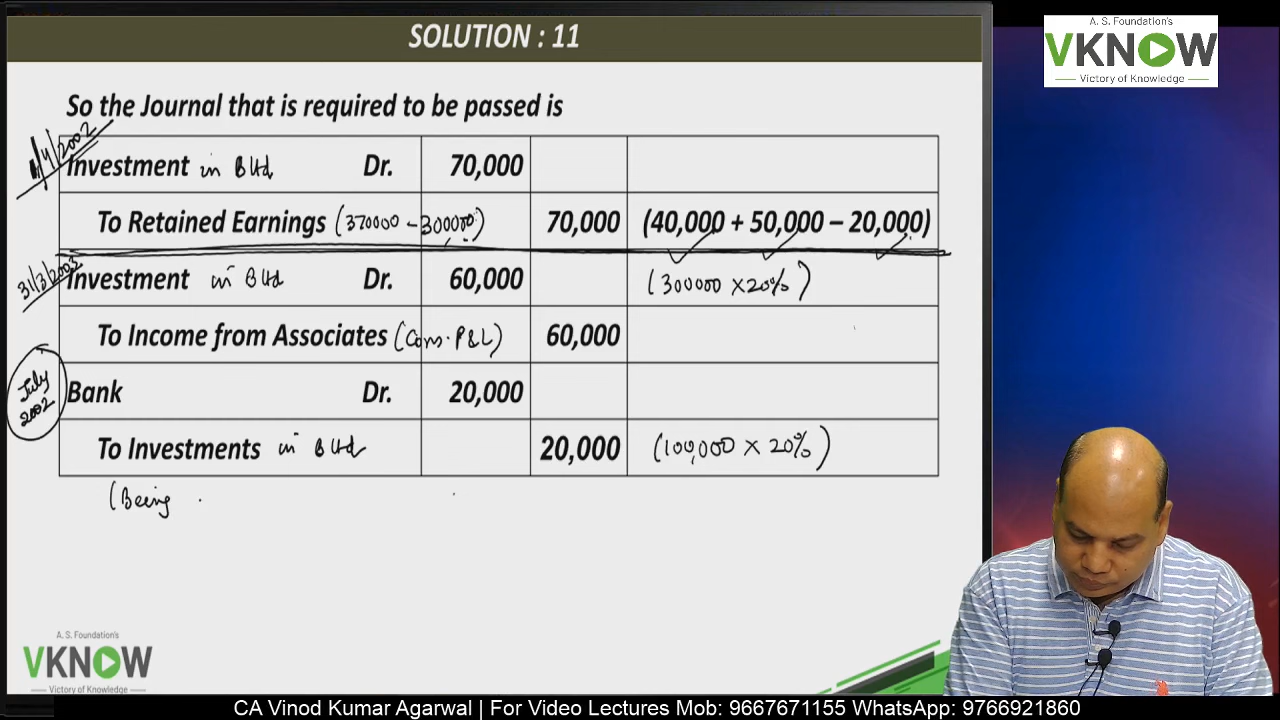 SOLUTION : 11
A. S. Foundation's
VKNOW
Victory of Knowledge
So the Journal that is required to be passed is
1/4/2002
Investment in B Ltd Dr. 70,000
To Retained Earnings (370000 - 300000) 70,000 (40,000 + 50,000 – 20,000)
31/3/2003
Investment in B Ltd Dr. 60,000 (300000 x 20%)
To Income from Associates (Cons. P&L) 60,000
July 2002
Bank Dr. 20,000
To Investments in B Ltd 20,000 (100,000 x 20%)
(Being
A. S. Foundation's
VKNOW
Victory of Knowledge
CA Vinod Kumar Agarwal | For Video Lectures Mob: 9667671155 WhatsApp: 9766921860